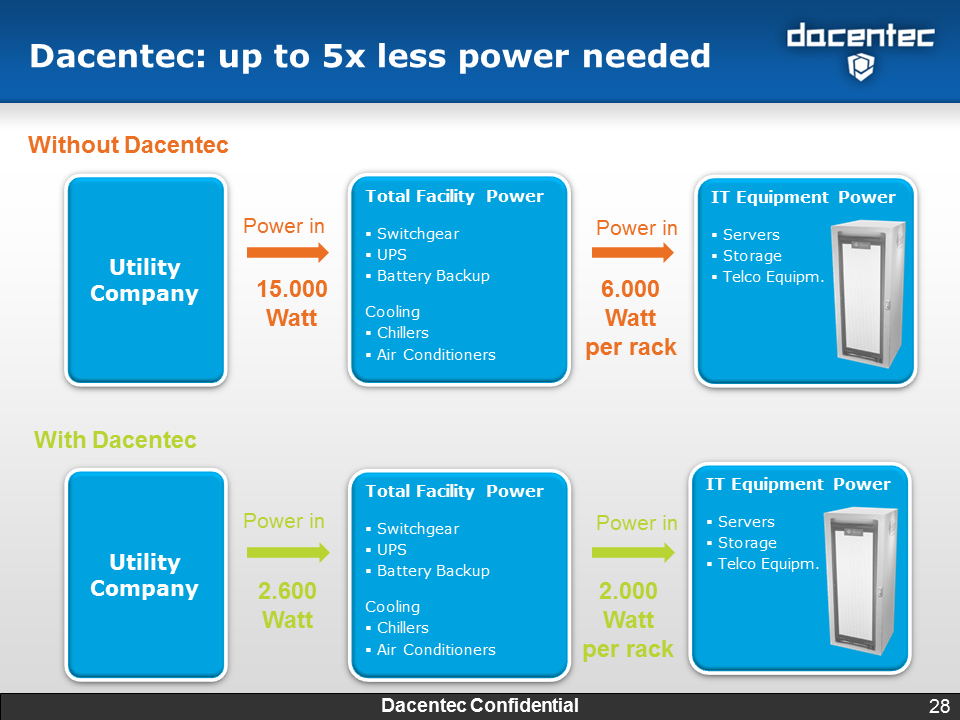 Dacentec: up to 5x less power needed
dacentec
Without Dacentec
Utility
Company
Power in
15.000
Watt
Total Facility Power
▪ Switchgear
▪ UPS
▪ Battery Backup
Cooling
▪ Chillers
▪ Air Conditioners
Power in
6.000
Watt
per rack
IT Equipment Power
▪ Servers
▪ Storage
▪ Telco Equipm.
With Dacentec
Utility
Company
Power in
2.600
Watt
Total Facility Power
▪ Switchgear
▪ UPS
▪ Battery Backup
Cooling
▪ Chillers
▪ Air Conditioners
Power in
2.000
Watt
per rack
IT Equipment Power
▪ Servers
▪ Storage
▪ Telco Equipm.
Dacentec Confidential
28